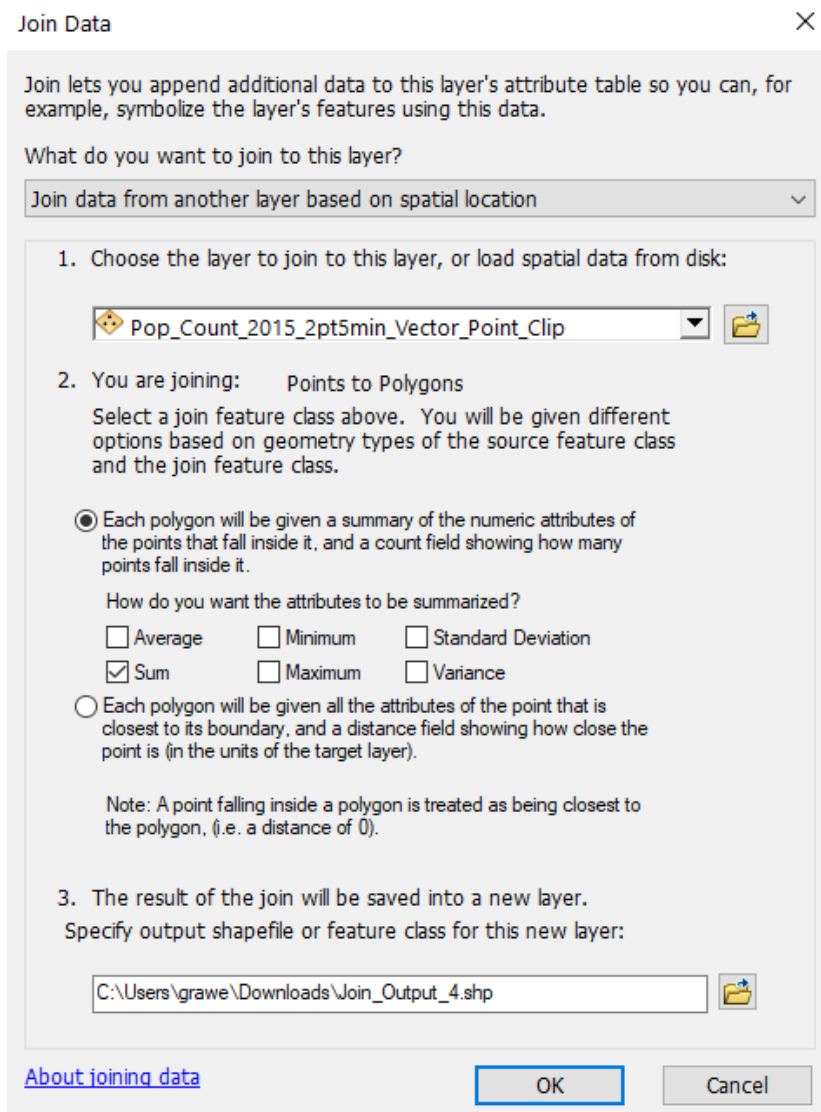 Join Data
Join lets you append additional data to this layer's attribute table so you can, for
example, symbolize the layer's features using this data.
What do you want to join to this layer?
Join data from another layer based on spatial location
1. Choose the layer to join to this layer, or load spatial data from disk:
Pop_Count_2015_2pt5min_Vector_Point_Clip
2. You are joining: Points to Polygons
Select a join feature class above. You will be given different
options based on geometry types of the source feature class
and the join feature class.
Each polygon will be given a summary of the numeric attributes of
the points that fall inside it, and a count field showing how many
points fall inside it.
How do you want the attributes to be summarized?
Average Minimum Standard Deviation
Sum Maximum Variance
Each polygon will be given all the attributes of the point that is
closest to its boundary, and a distance field showing how close the
point is (in the units of the target layer).
Note: A point falling inside a polygon is treated as being closest to
the polygon, (i.e. a distance of 0).
3. The result of the join will be saved into a new layer.
Specify output shapefile or feature class for this new layer:
C:\Users\grawe\Downloads\Join_Output_4.shp
About joining data OK Cancel